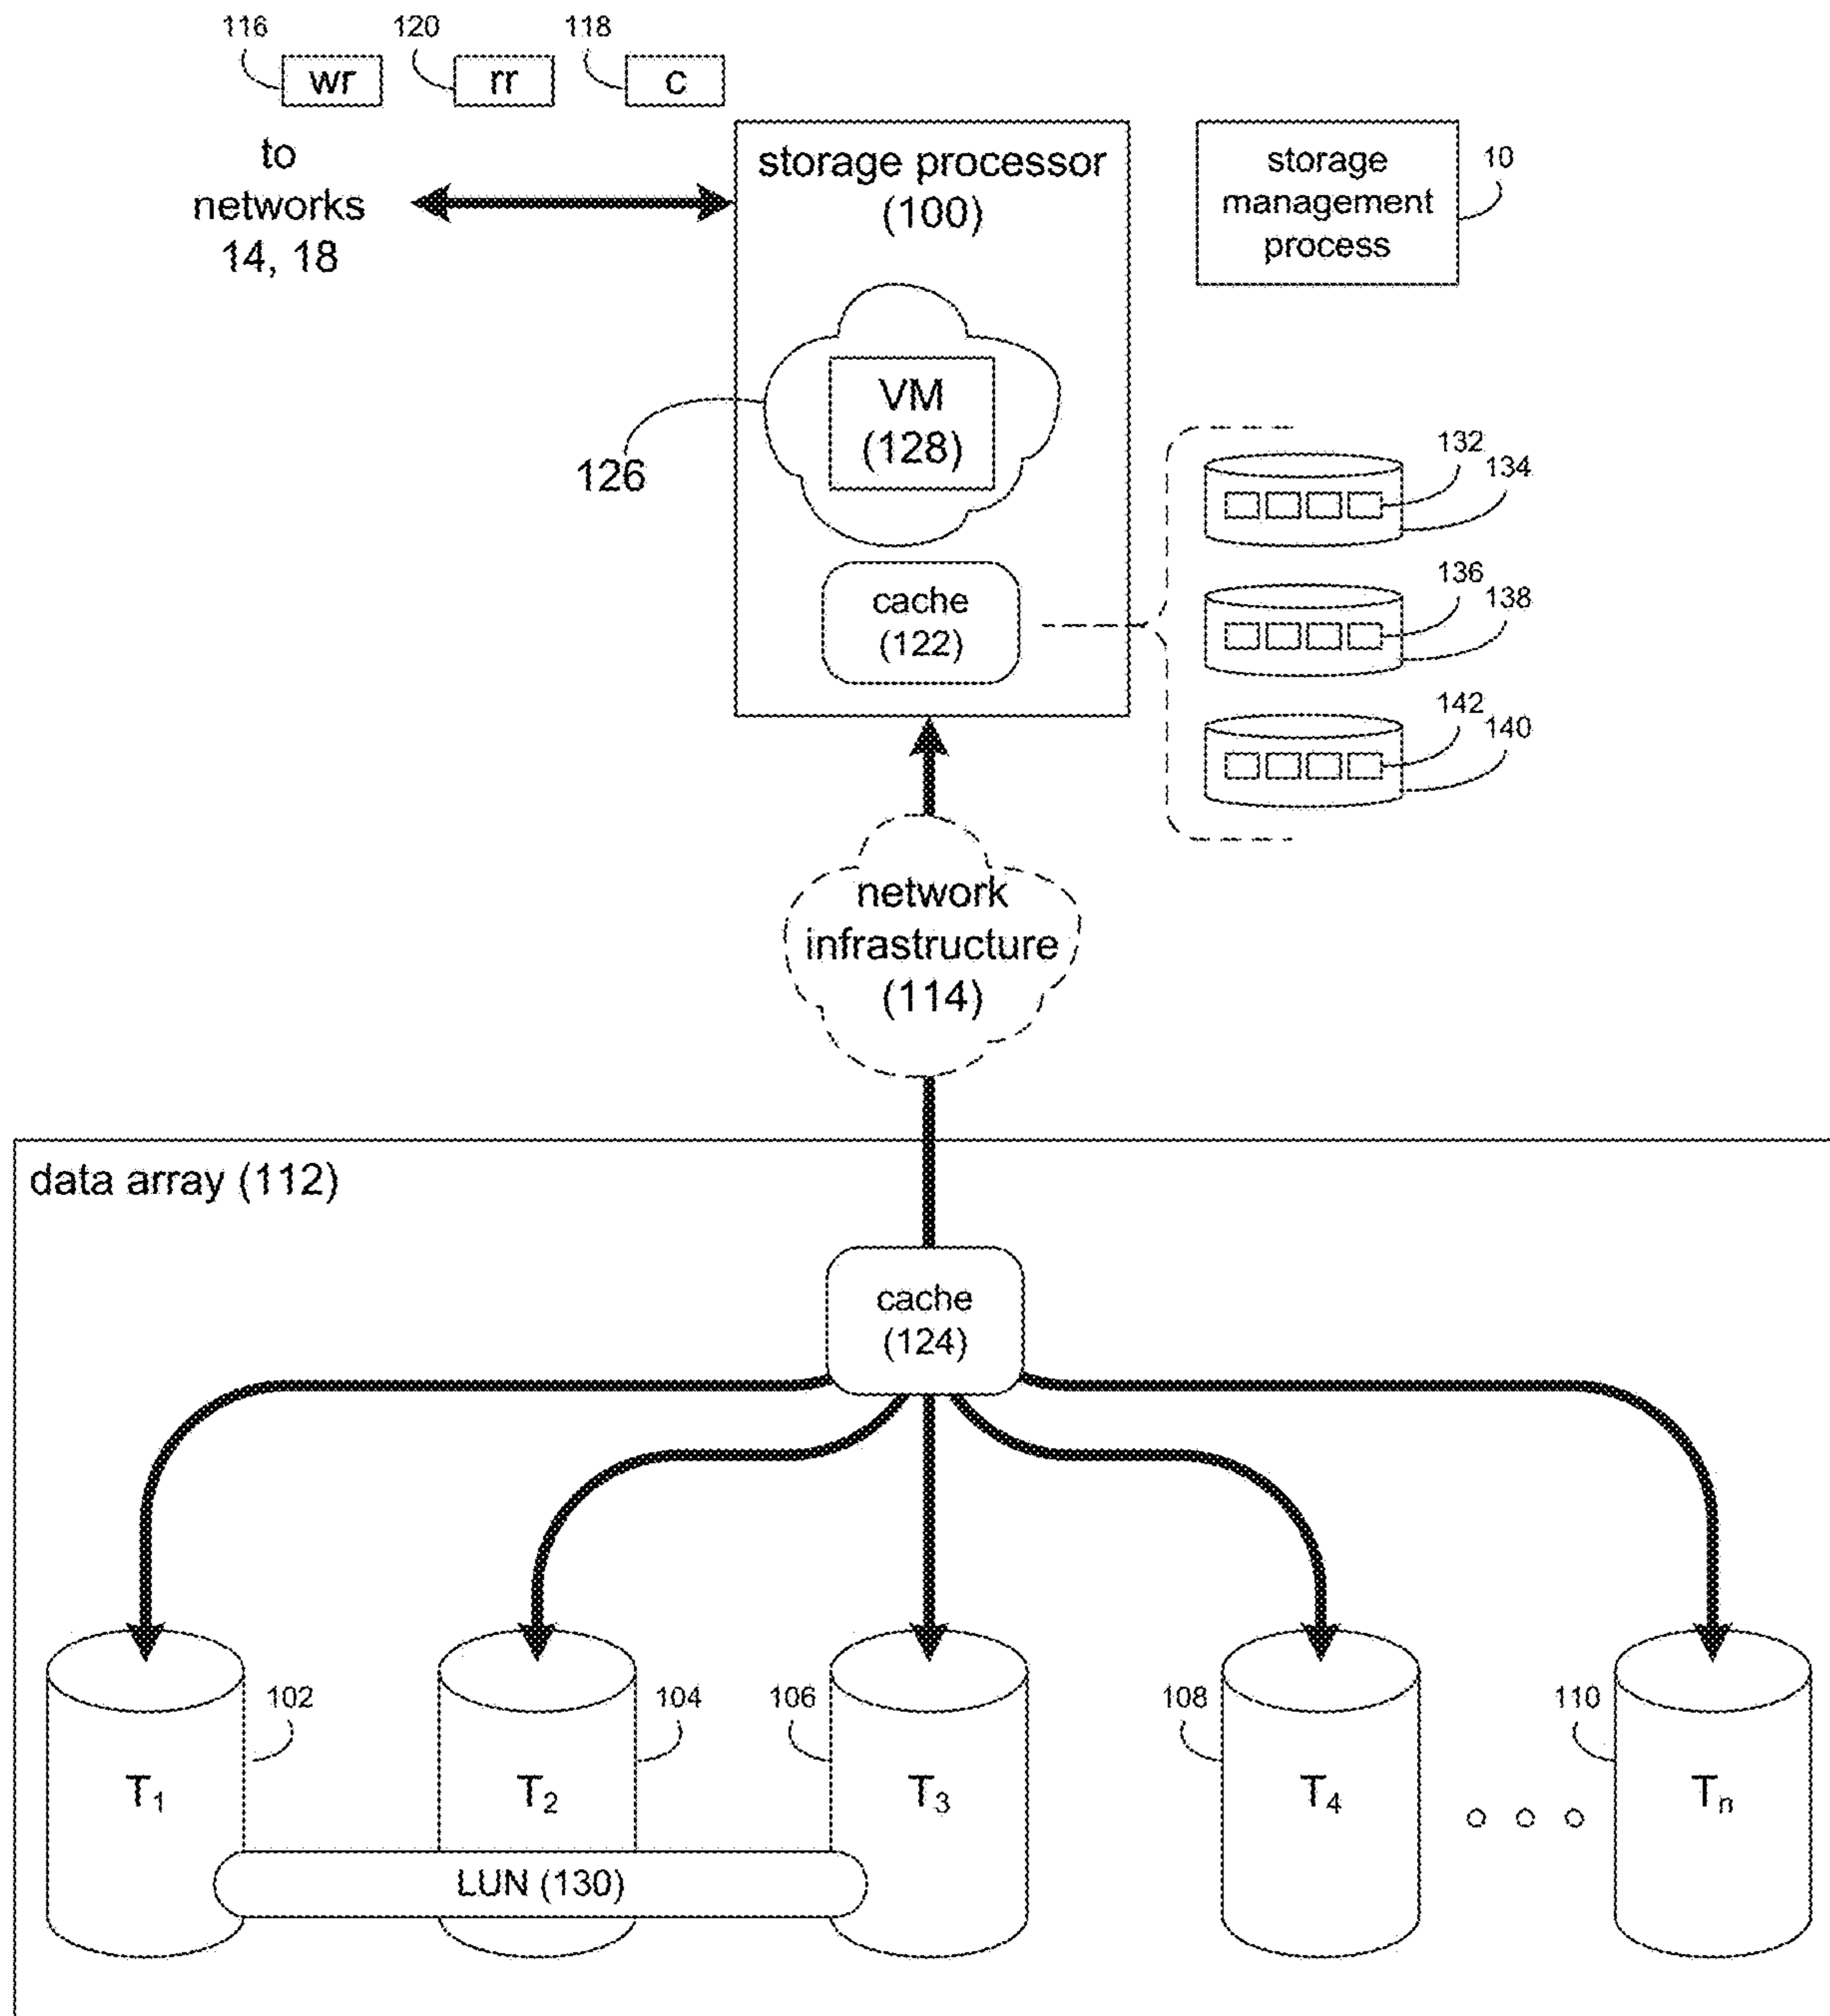 116
120
118
wr
rr
c
to
networks
14, 18
storage processor
(100)
storage
management
process
10
VM
(128)
126
cache
(122)
132
134
136
138
142
140
network
infrastructure
(114)
data array (112)
cache
(124)
102
104
106
108
110
T1
T2
T3
T4
Tn
LUN (130)